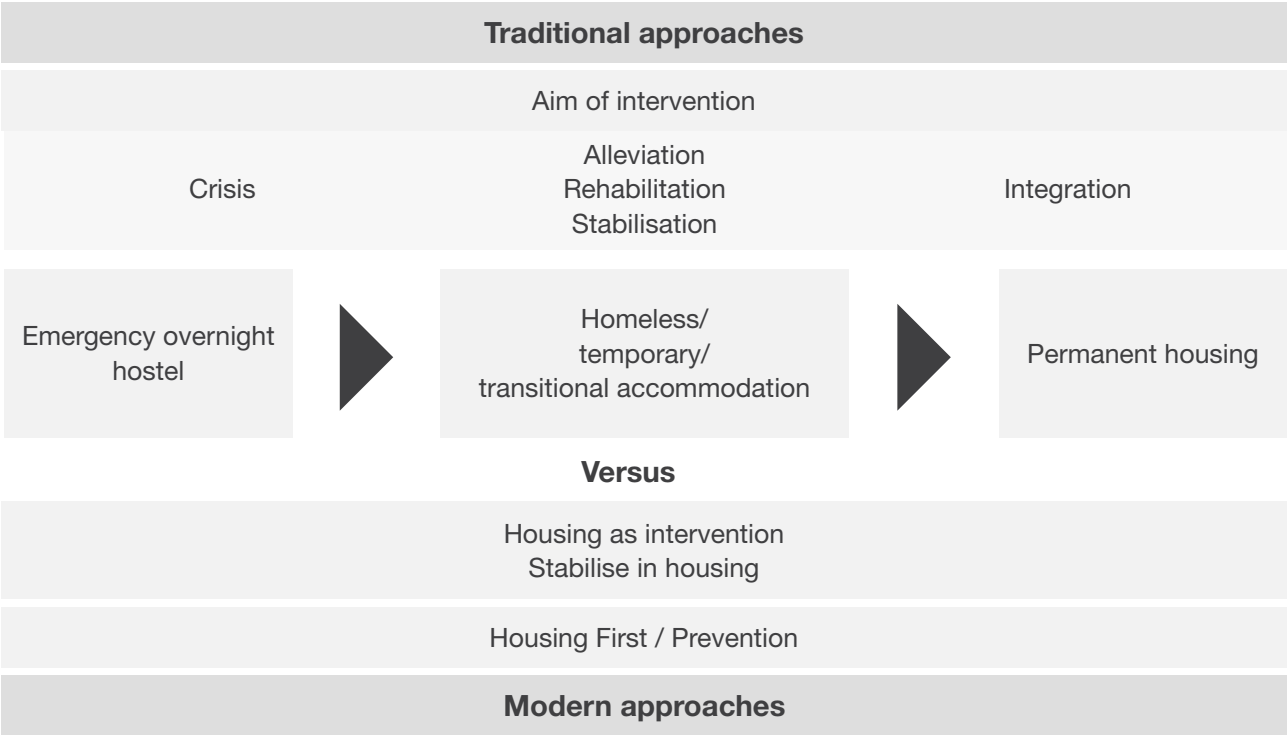 Traditional approaches
Aim of intervention
Crisis
Alleviation
Rehabilitation
Stabilisation
Integration
Emergency overnight
hostel
Homeless/
temporary/
transitional accommodation
Permanent housing
Versus
Housing as intervention
Stabilise in housing
Housing First / Prevention
Modern approaches